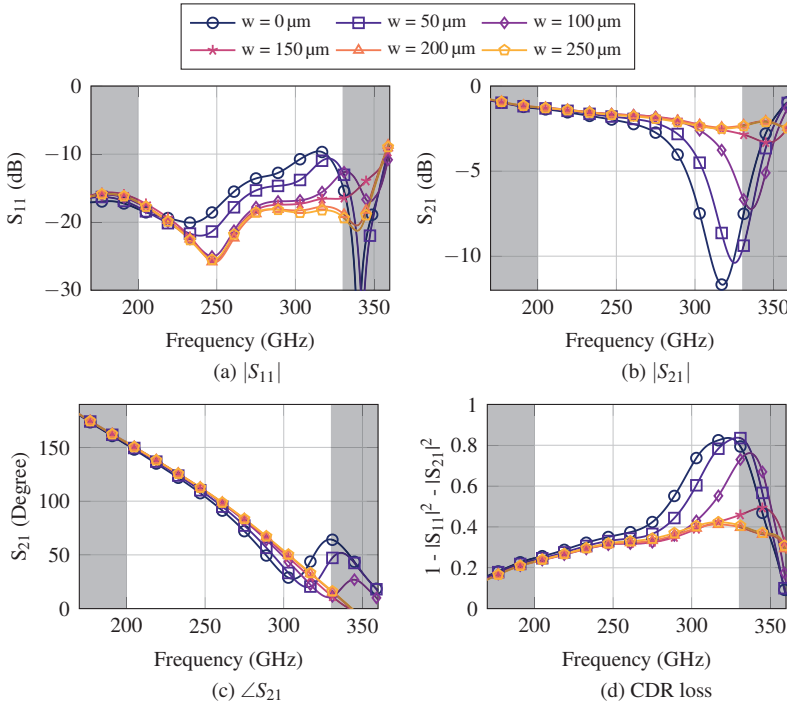 w = 0 µm
w = 50 µm
w = 100 µm
w = 150 µm
w = 200 µm
w = 250 µm
0
−10
−20
−30
S11 (dB)
200
250
300
350
Frequency (GHz)
(a) |S11|
0
−5
−10
S21 (dB)
200
250
300
350
Frequency (GHz)
(b) |S21|
150
100
50
0
S21 (Degree)
200
250
300
350
Frequency (GHz)
(c) ∠S21
1
0.8
0.6
0.4
0.2
0
1 - |S11|^2 - |S21|^2
200
250
300
350
Frequency (GHz)
(d) CDR loss